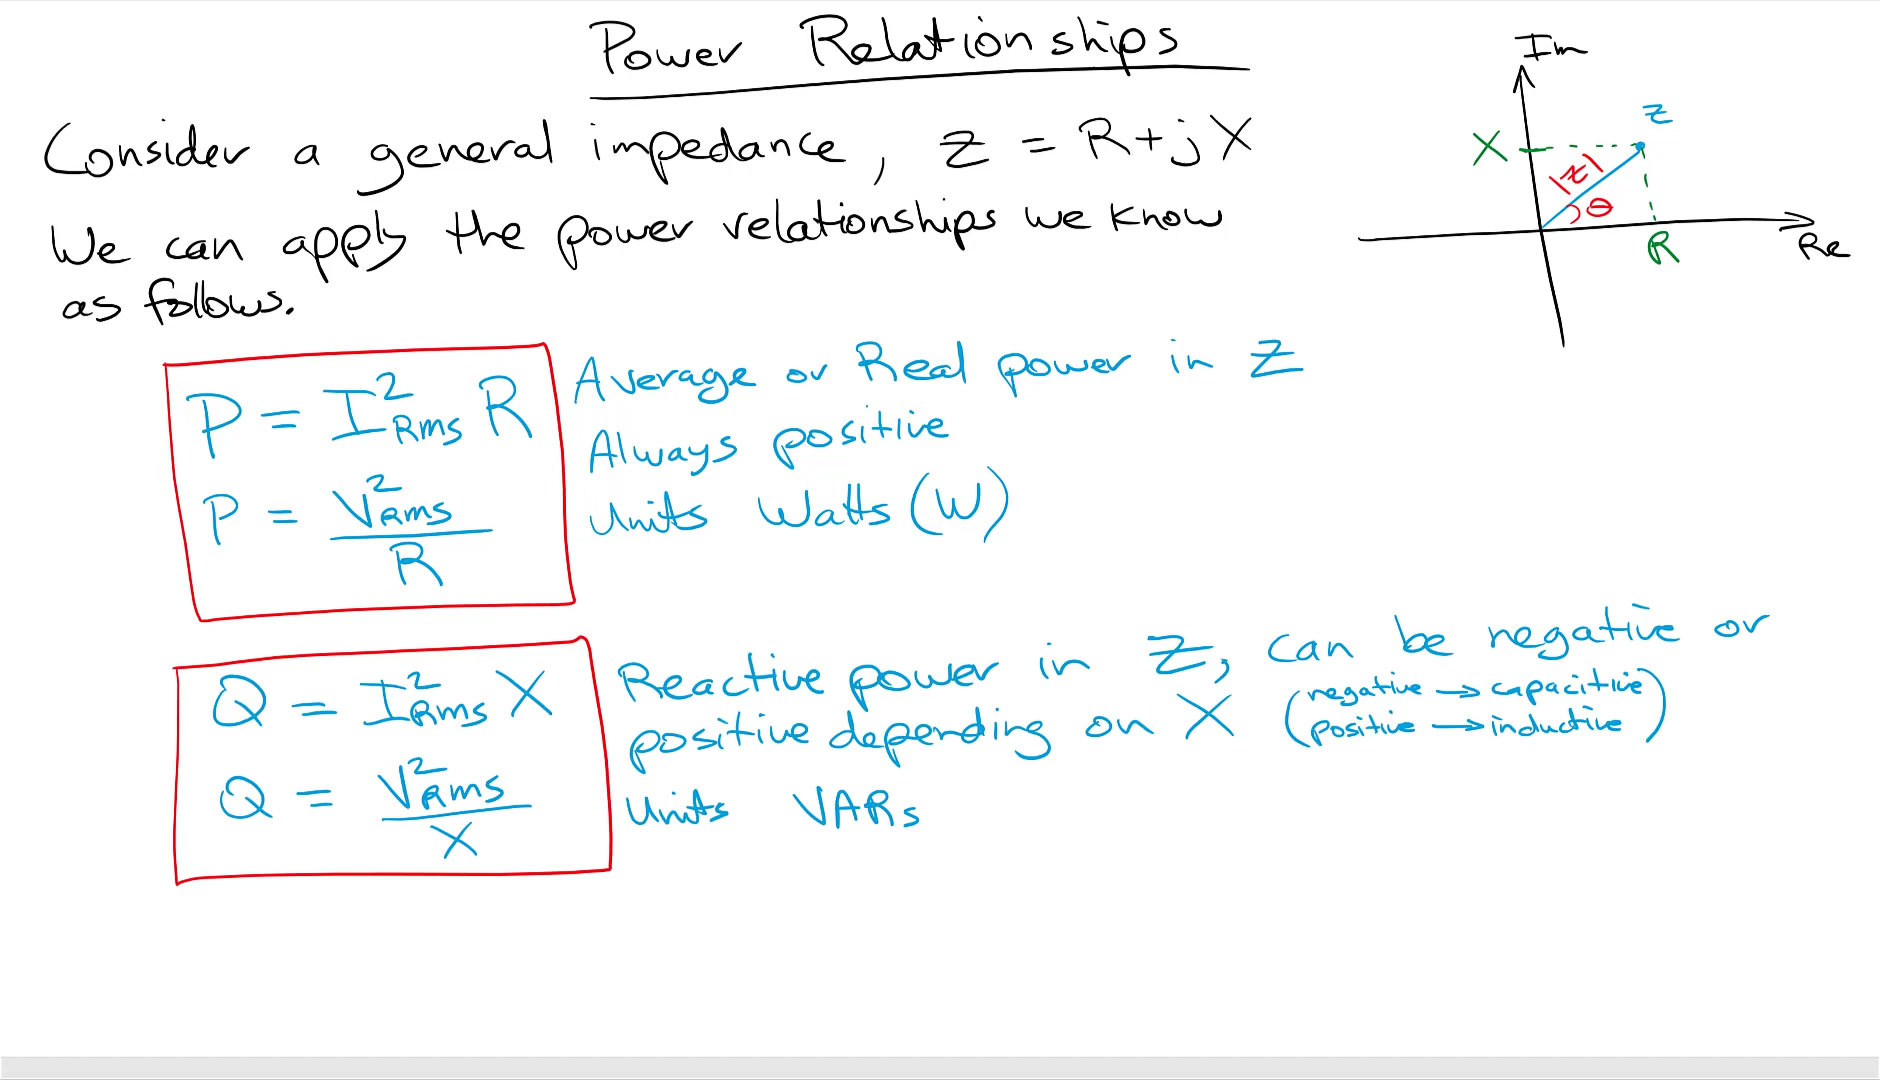 Power Relationships
Consider a general impedance, Z = R + jX
We can apply the power relationships we know
as follows.
Im
X
Z
|Z|
θ
R
Re
P = I²RMS R
P = V²RMS / R
Average or Real power in Z
Always positive
Units Watts (W)
Q = I²RMS X
Q = V²RMS / X
Reactive power in Z, can be negative or
positive depending on X
(negative → capacitive
positive → inductive)
Units VARs